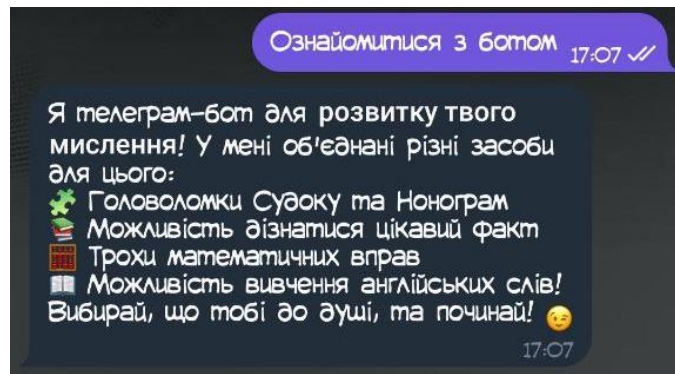 Ознайомитися з ботом 17:07
Я телеграм-бот для розвитку твого
мислення! У мені об'єднані різні засоби
для цього:
🧩 Головоломки Судоку та Нонограм
📚 Можливість дізнатися цікавий факт
🧮 Трохи математичних вправ
📖 Можливість вивчення англійських слів!
Вибирай, що тобі до душі, та починай! 😉
17:07